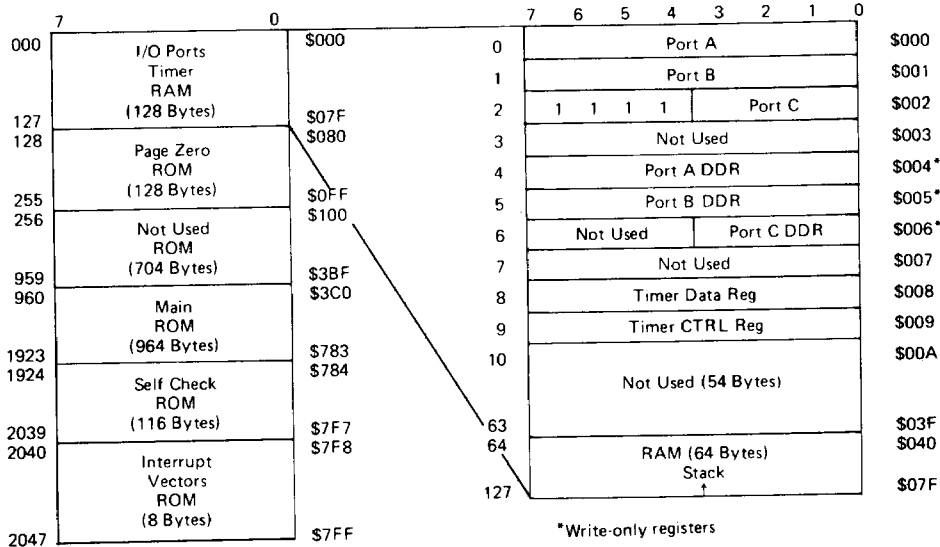 7 0
000 $000
I/O Ports
Timer
RAM
(128 Bytes)
127 $07F
128 $080
Page Zero
ROM
(128 Bytes)
255 $0FF
256 $100
Not Used
ROM
(704 Bytes)
959 $3BF
960 $3C0
Main
ROM
(964 Bytes)
1923 $783
1924 $784
Self Check
ROM
(116 Bytes)
2039 $7F7
2040 $7F8
Interrupt
Vectors
ROM
(8 Bytes)
2047 $7FF
7 6 5 4 3 2 1 0
0 Port A $000
1 Port B $001
2 1 1 1 1 Port C $002
3 Not Used $003
4 Port A DDR $004*
5 Port B DDR $005*
6 Not Used Port C DDR $006*
7 Not Used $007
8 Timer Data Reg $008
9 Timer CTRL Reg $009
10 $00A
Not Used (54 Bytes)
63 $03F
64 $040
RAM (64 Bytes)
Stack
127 $07F
*Write-only registers